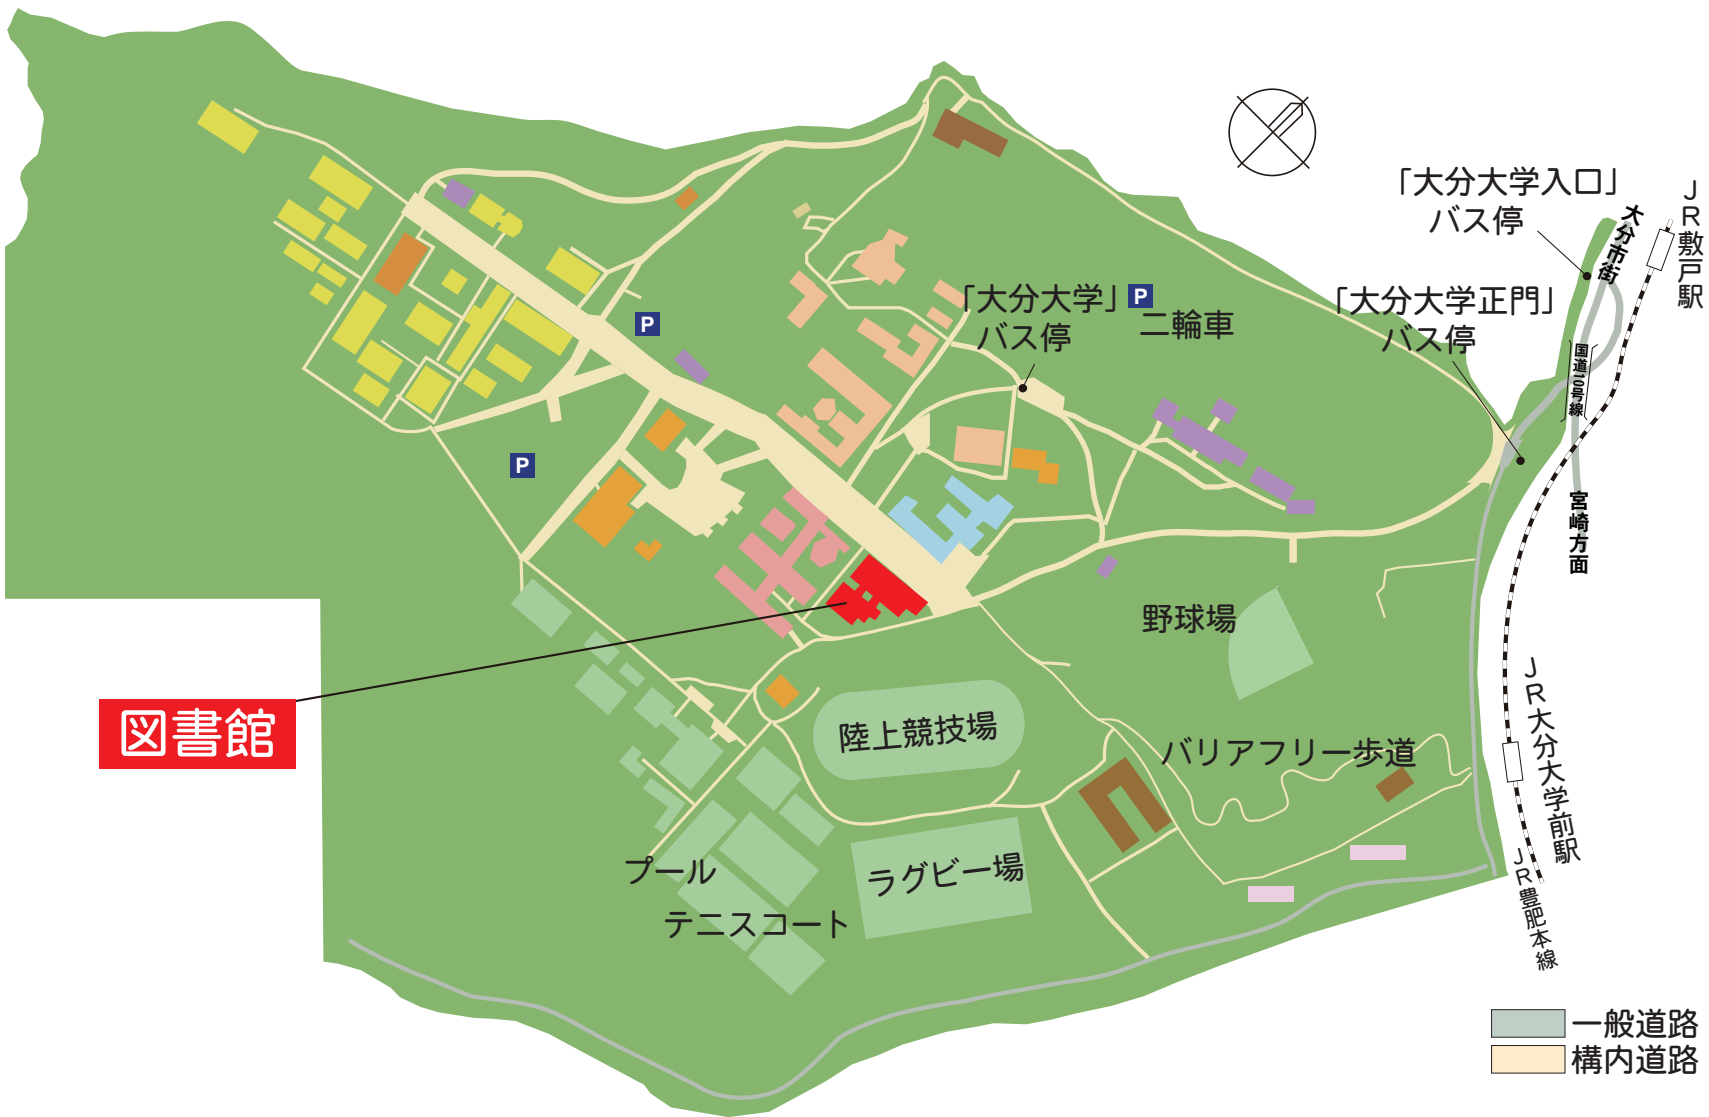 「大分大学入口」
バス停
大分市街
JR敷戸駅
「大分大学」
バス停
P
二輪車
「大分大学正門」
バス停
P
国道10号線
P
宮崎方面
野球場
図書館
陸上競技場
バリアフリー歩道
JR大分大学前駅
プール
ラグビー場
テニスコート
JR豊肥本線
一般道路
構内道路